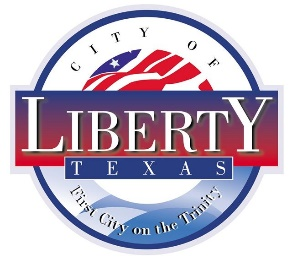 CITY OF
LIBERTY
TEXAS
First City on the Trinity